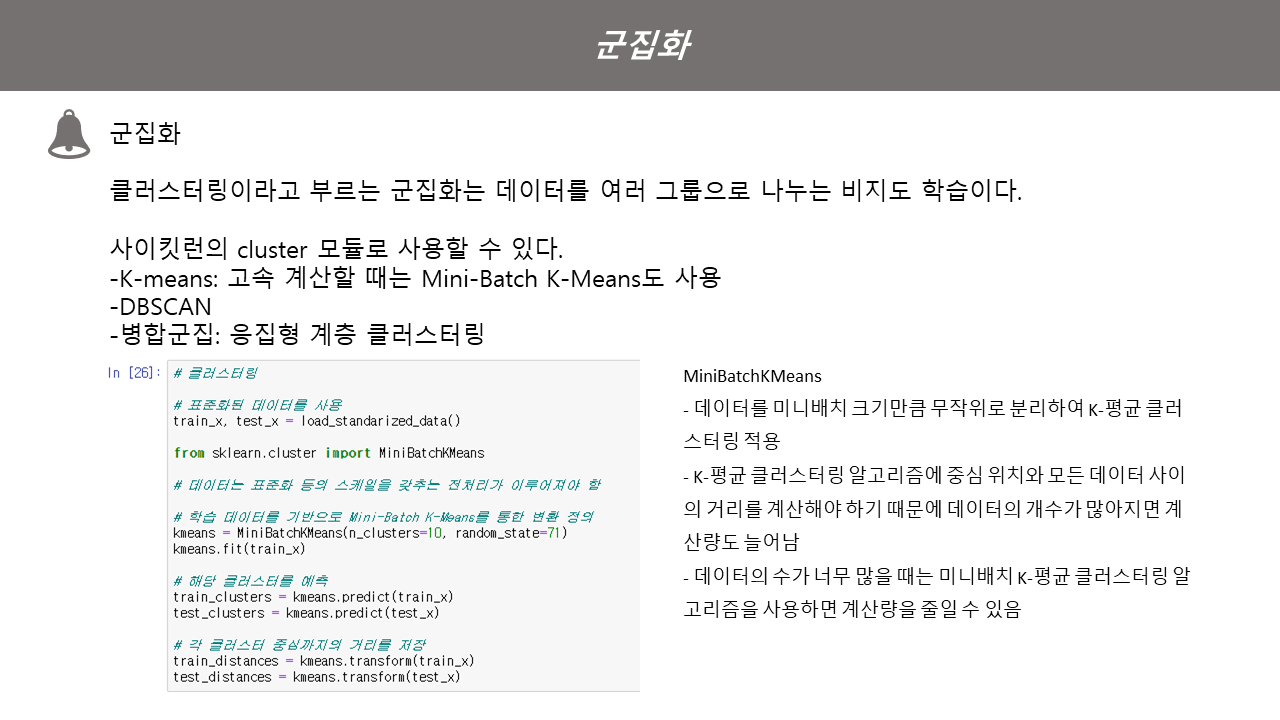 군집화
군집화
클러스터링이라고 부르는 군집화는 데이터를 여러 그룹으로 나누는 비지도 학습이다.
사이킷런의 cluster 모듈로 사용할 수 있다.
-K-means: 고속 계산할 때는 Mini-Batch K-Means도 사용
-DBSCAN
-병합군집: 응집형 계층 클러스터링
In [26]:
# 클러스터링
# 표준화된 데이터를 사용
train_x, test_x = load_standarized_data()
from sklearn.cluster import MiniBatchKMeans
# 데이터는 표준화 등의 스케일을 갖추는 전처리가 이루어져야 함
# 학습 데이터를 기반으로 Mini-Batch K-Means를 통한 변환 정의
kmeans = MiniBatchKMeans(n_clusters=10, random_state=71)
kmeans.fit(train_x)
# 해당 클러스터를 예측
train_clusters = kmeans.predict(train_x)
test_clusters = kmeans.predict(test_x)
# 각 클러스터 중심까지의 거리를 저장
train_distances = kmeans.transform(train_x)
test_distances = kmeans.transform(test_x)
MiniBatchKMeans
- 데이터를 미니배치 크기만큼 무작위로 분리하여 K-평균 클러
스터링 적용
- K-평균 클러스터링 알고리즘에 중심 위치와 모든 데이터 사이
의 거리를 계산해야 하기 때문에 데이터의 개수가 많아지면 계
산량도 늘어남
- 데이터의 수가 너무 많을 때는 미니배치 K-평균 클러스터링 알
고리즘을 사용하면 계산량을 줄일 수 있음